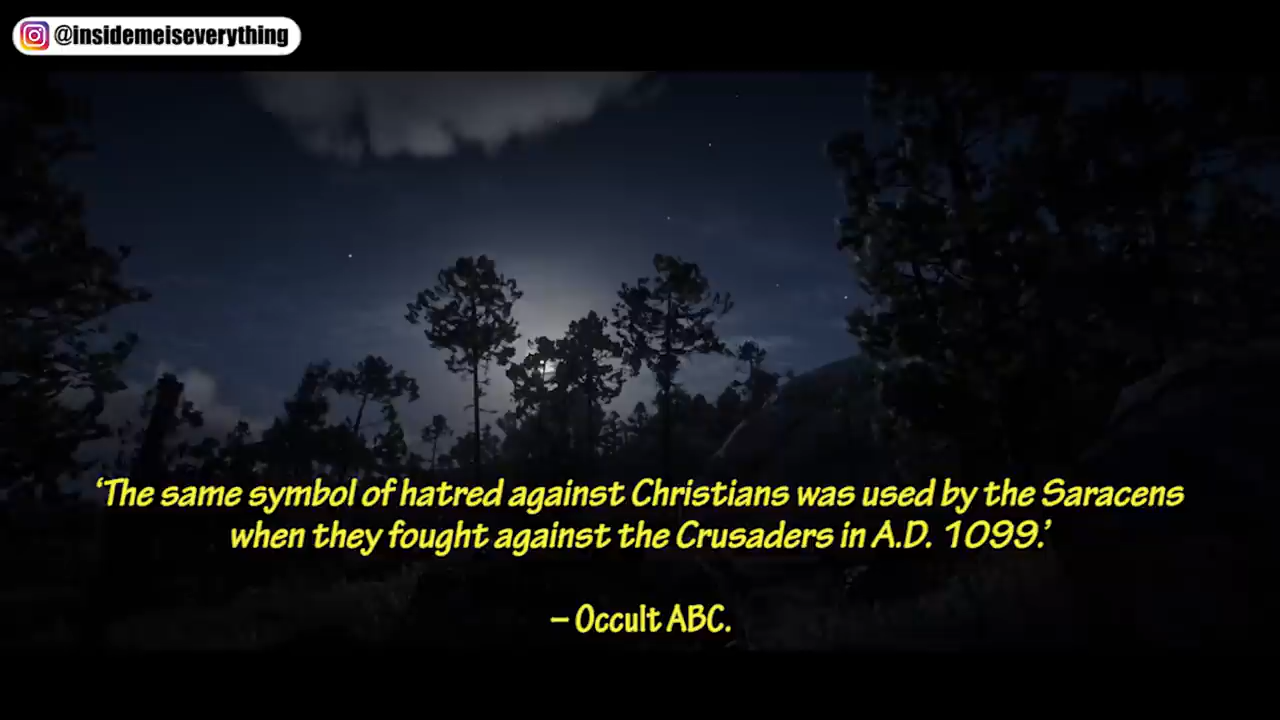 @insidemeiseverything
‘The same symbol of hatred against Christians was used by the Saracens
when they fought against the Crusaders in A.D. 1099.’
– Occult ABC.